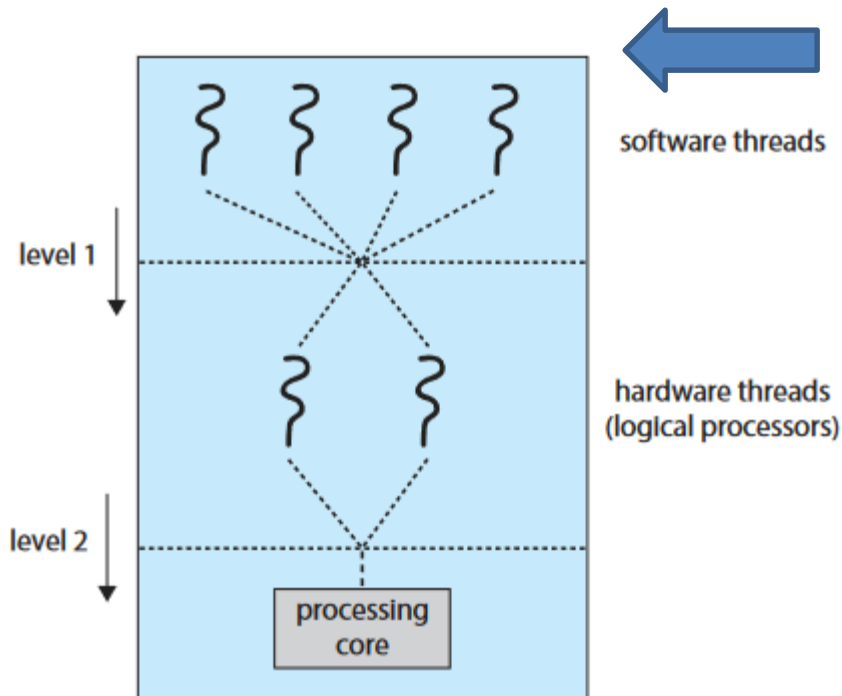 software threads
level 1
hardware threads
(logical processors)
level 2
processing
core